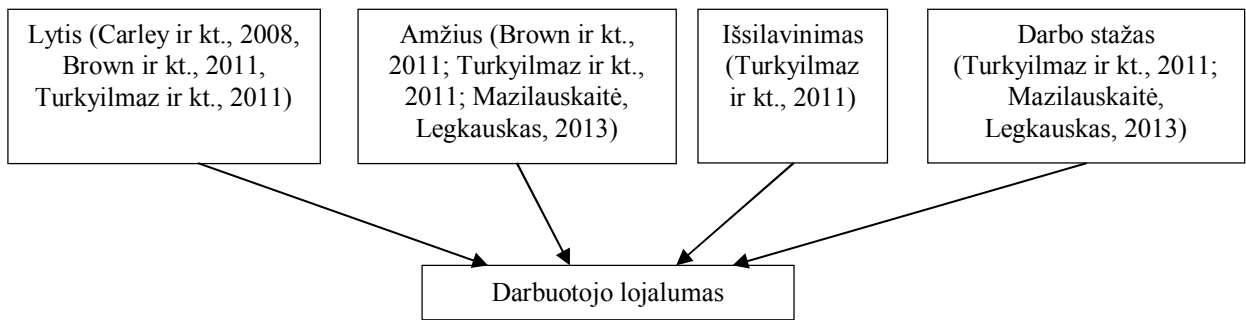 Lytis (Carley ir kt., 2008,
Brown ir kt., 2011,
Turkyilmaz ir kt., 2011)
Amžius (Brown ir kt.,
2011; Turkyilmaz ir kt.,
2011; Mazilauskaitė,
Legkauskas, 2013)
Išsilavinimas
(Turkyilmaz
ir kt., 2011)
Darbo stažas
(Turkyilmaz ir kt., 2011;
Mazilauskaitė,
Legkauskas, 2013)
Darbuotojo lojalumas